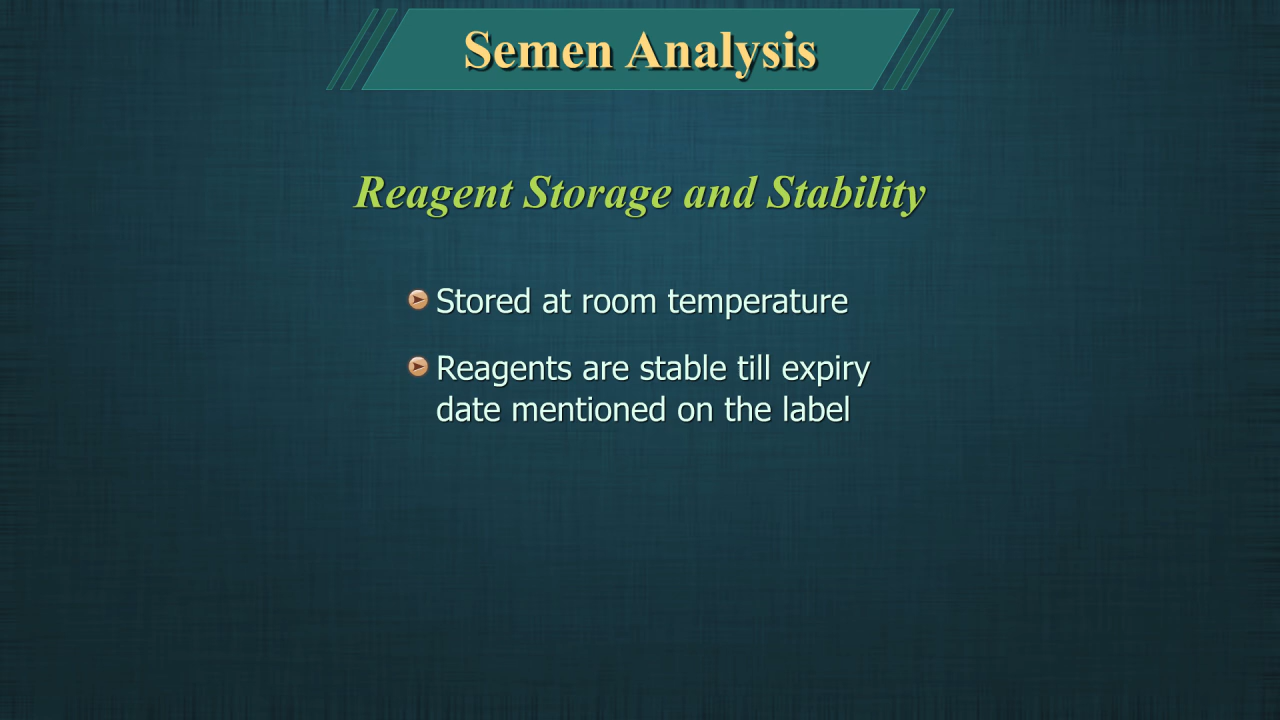 Semen Analysis
Reagent Storage and Stability
Stored at room temperature
Reagents are stable till expiry
date mentioned on the label